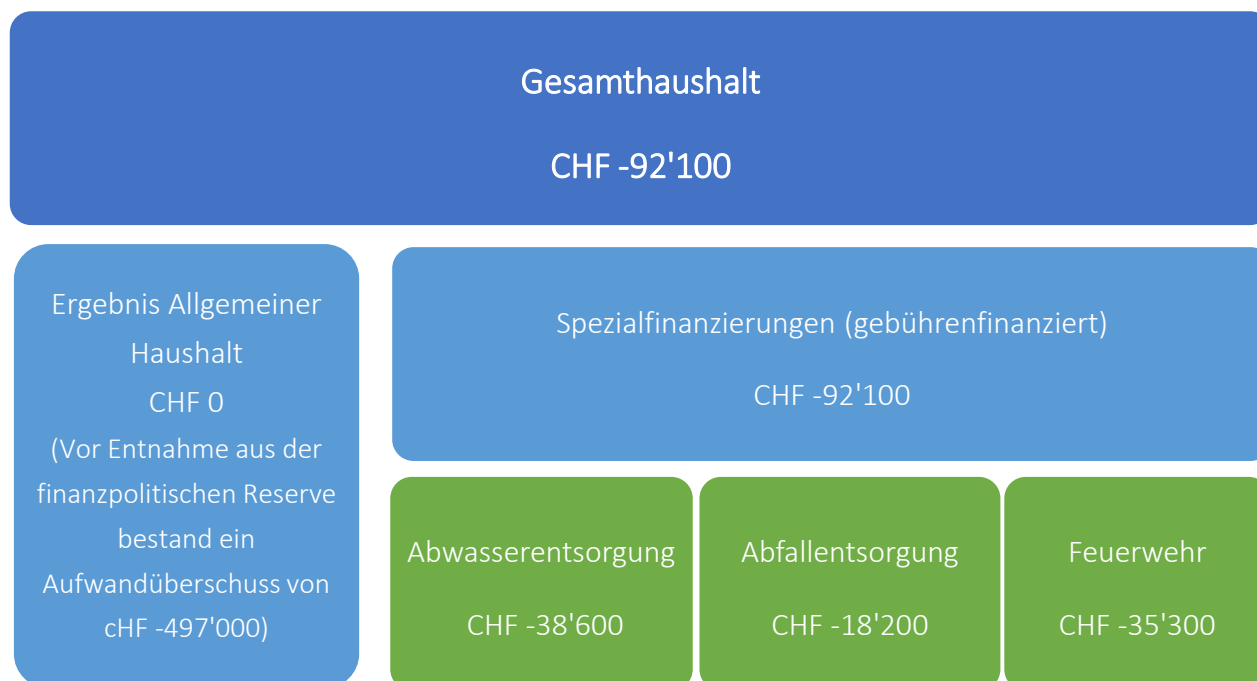 Gesamthaushalt
CHF -92'100
Ergebnis Allgemeiner
Haushalt
CHF 0
(Vor Entnahme aus der
finanzpolitischen Reserve
bestand ein
Aufwandüberschuss von
cHF -497'000)
Spezialfinanzierungen (gebührenfinanziert)
CHF -92'100
Abwasserentsorgung
CHF -38'600
Abfallentsorgung
CHF -18'200
Feuerwehr
CHF -35'300